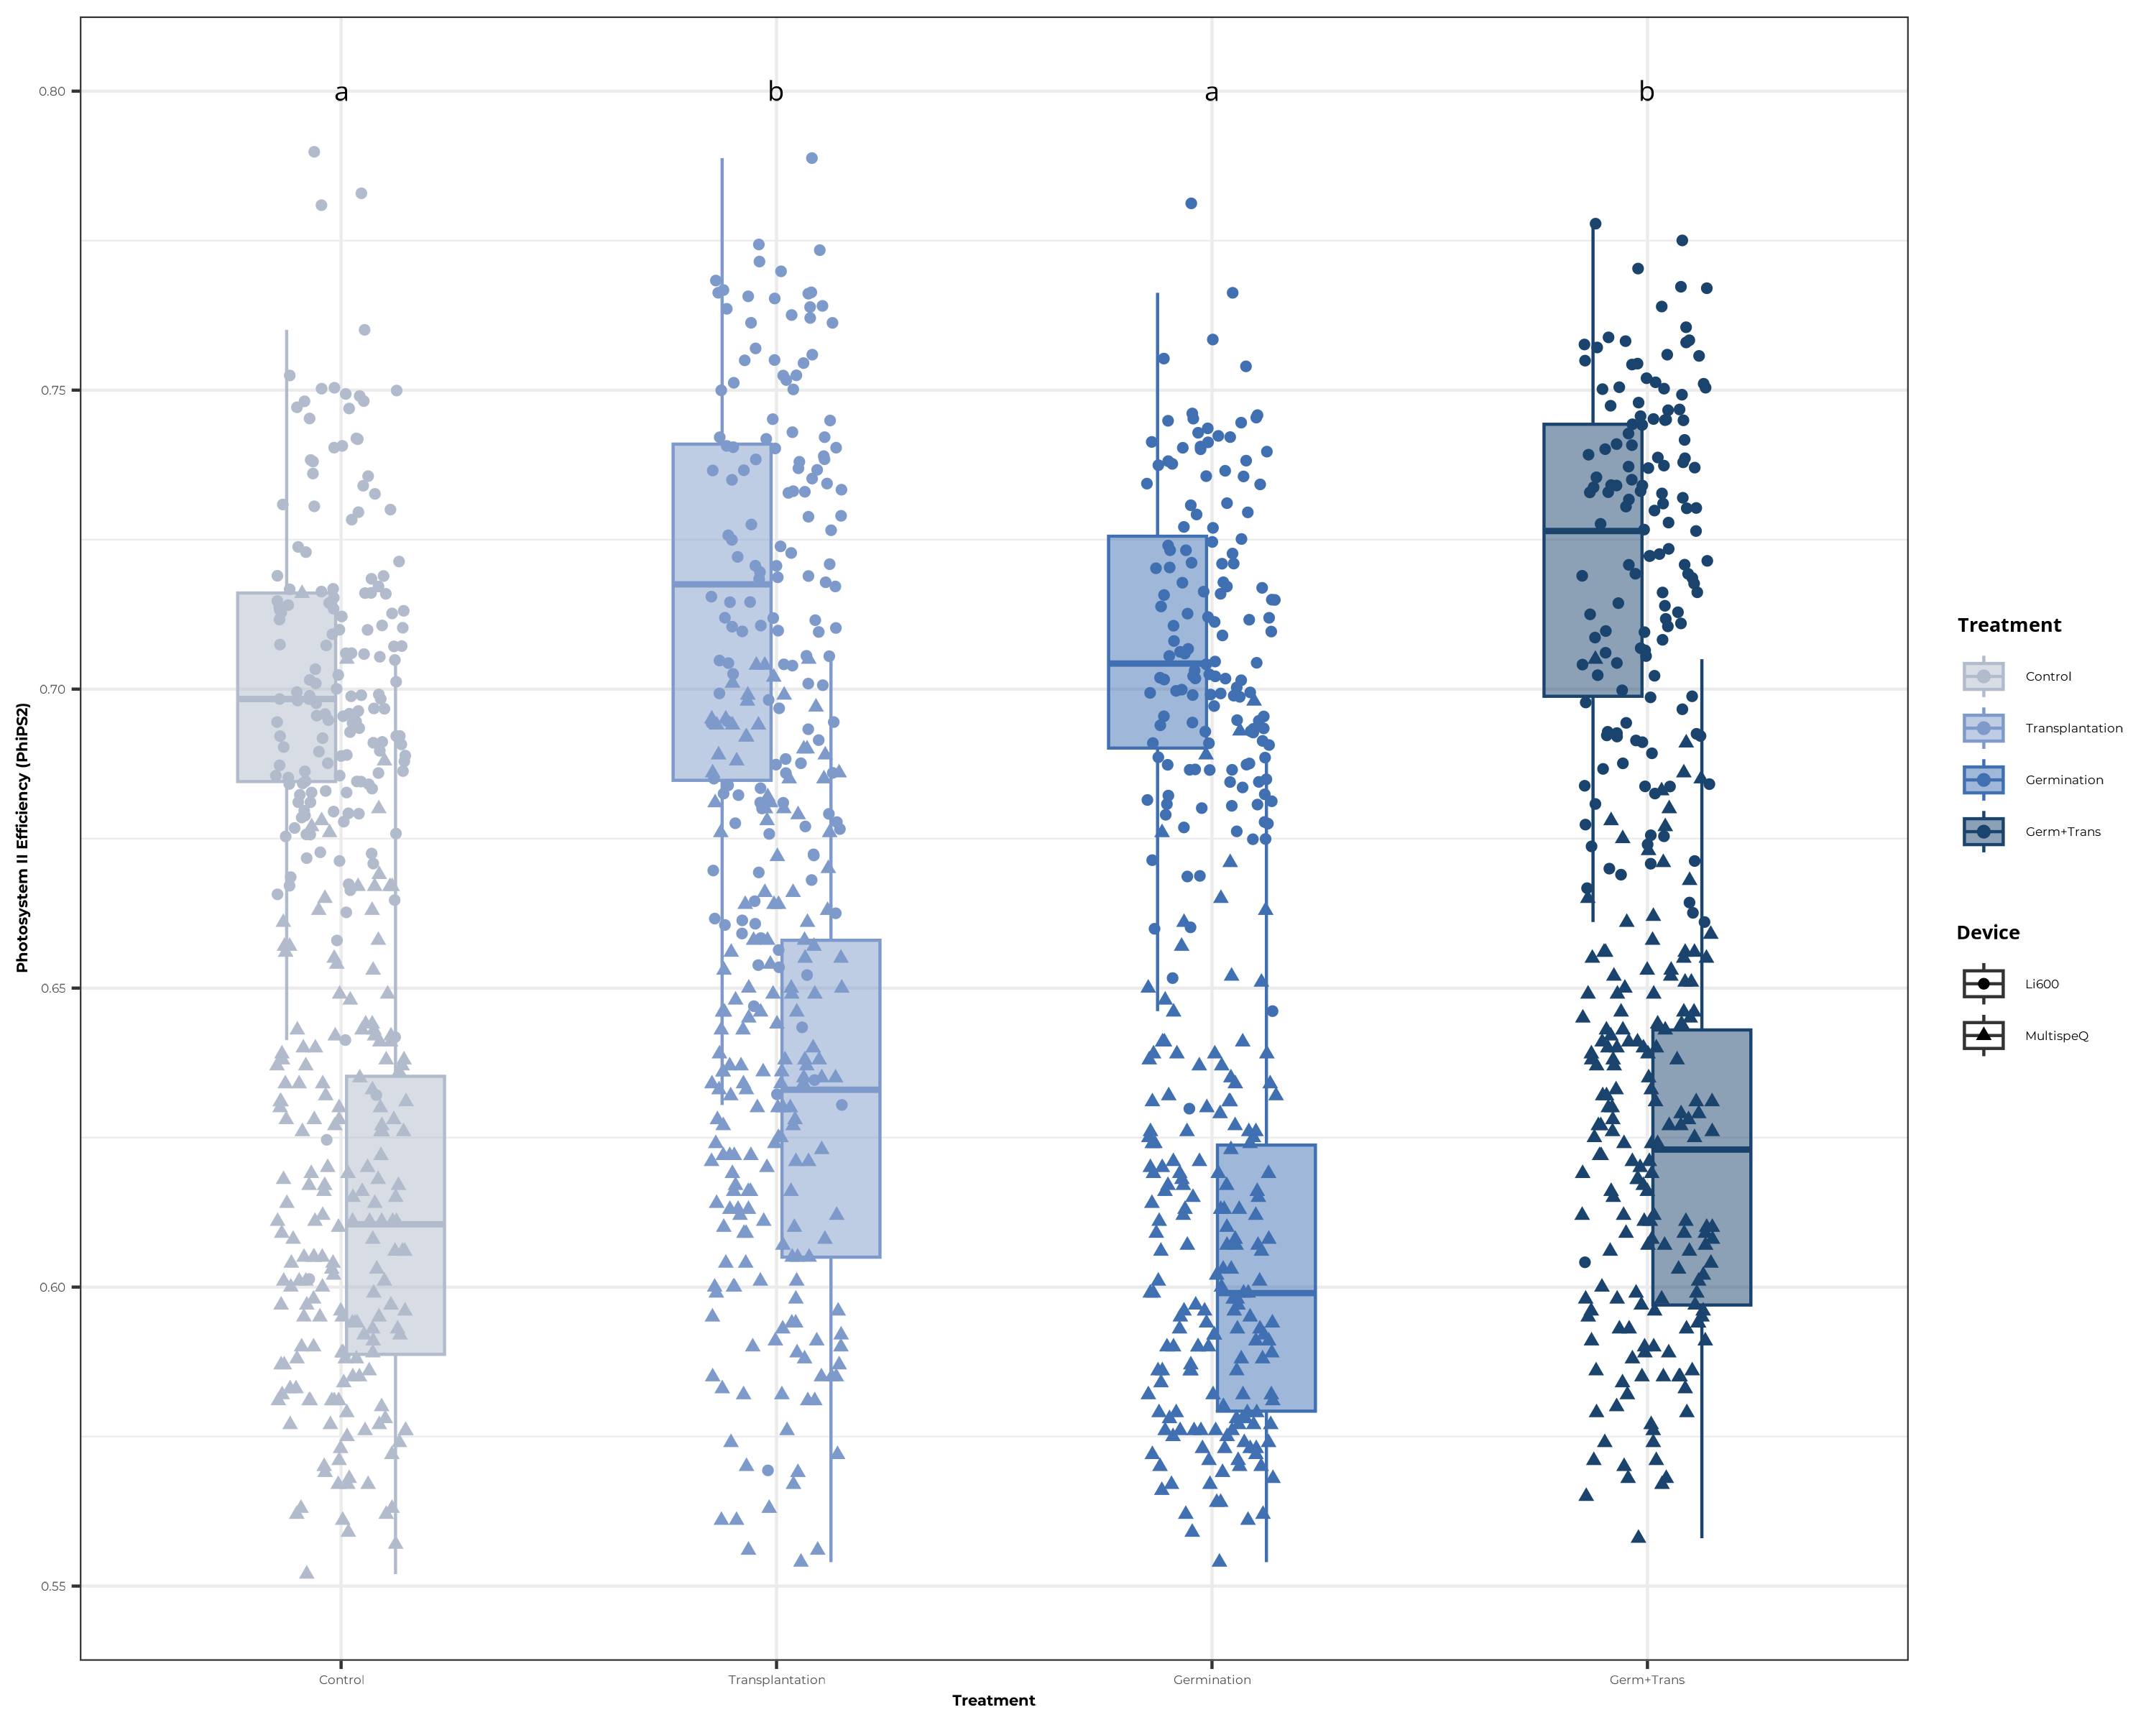 a
b
a
b
0.80
0.75
0.70
0.65
0.60
0.55
Photosystem II Efficiency (PhiPS2)
Control
Transplantation
Germination
Germ+Trans
Treatment
Treatment
Control
Transplantation
Germination
Germ+Trans
Device
Li600
MultispeQ